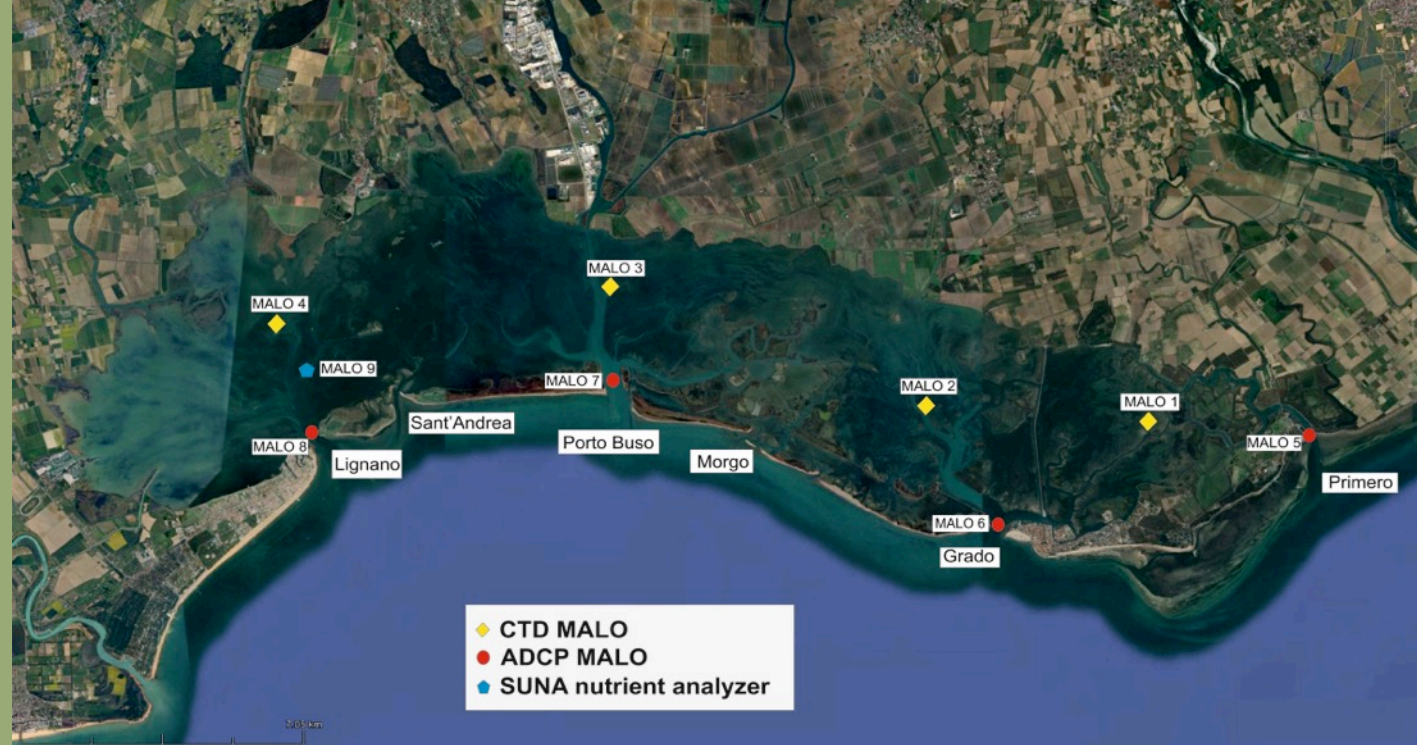 MALO 3
MALO 4
MALO 9
MALO 7
MALO 2
MALO 1
Sant'Andrea
MALO 8
MALO 5
Porto Buso
Lignano
Morgo
Primero
MALO 6
Grado
CTD MALO
ADCP MALO
SUNA nutrient analyzer